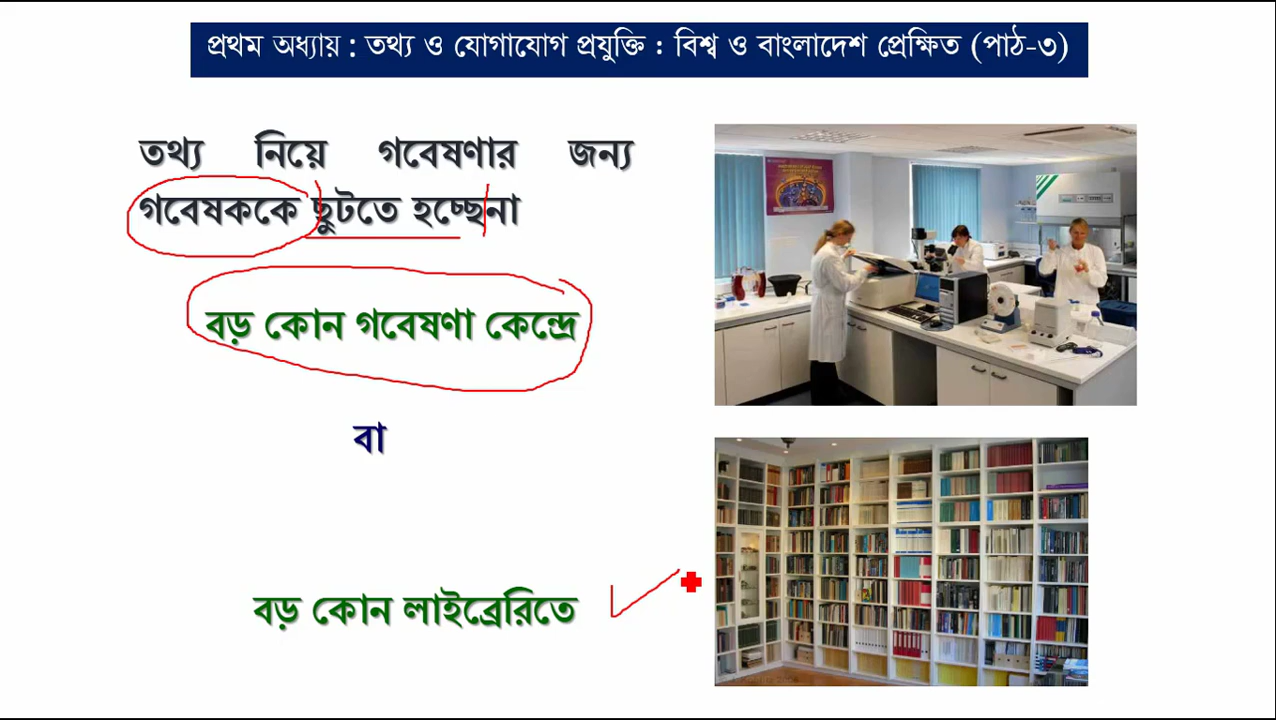 প্রথম অধ্যায় : তথ্য ও যোগাযোগ প্রযুক্তি : বিশ্ব ও বাংলাদেশ প্রেক্ষিত (পাঠ-৩)
তথ্য নিয়ে গবেষণার জন্য
গবেষককে ছুটতে হচ্ছেনা
বড় কোন গবেষণা কেন্দ্রে
বা
বড় কোন লাইব্রেরিতে